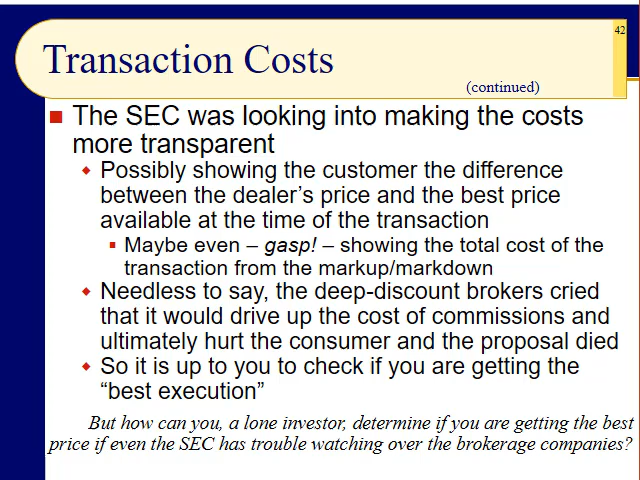 42
Transaction Costs
(continued)
The SEC was looking into making the costs
more transparent
Possibly showing the customer the difference
between the dealer's price and the best price
available at the time of the transaction
Maybe even – gasp! – showing the total cost of the
transaction from the markup/markdown
Needless to say, the deep-discount brokers cried
that it would drive up the cost of commissions and
ultimately hurt the consumer and the proposal died
So it is up to you to check if you are getting the
“best execution”
But how can you, a lone investor, determine if you are getting the best
price if even the SEC has trouble watching over the brokerage companies?